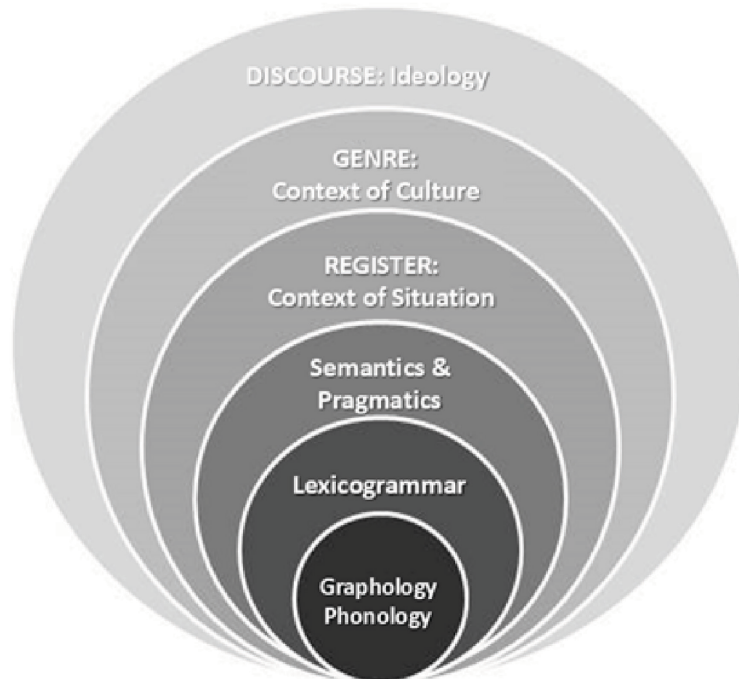 DISCOURSE: Ideology
GENRE:
Context of Culture
REGISTER:
Context of Situation
Semantics &
Pragmatics
Lexicogrammar
Graphology
Phonology